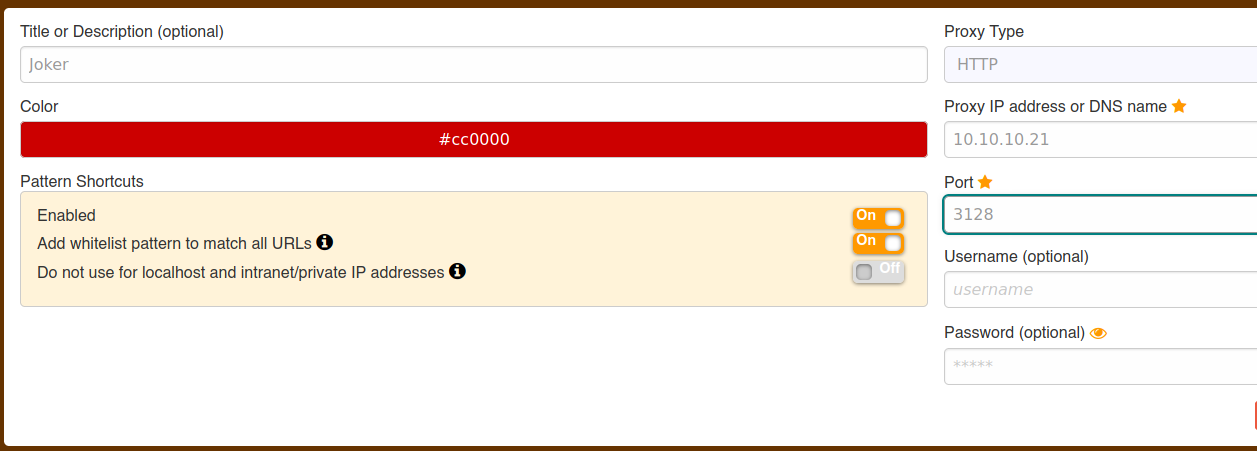 Title or Description (optional)
Joker
Color
#cc0000
Pattern Shortcuts
Enabled
On
Add whitelist pattern to match all URLs
On
Do not use for localhost and intranet/private IP addresses
Off
Proxy Type
HTTP
Proxy IP address or DNS name
10.10.10.21
Port
3128
Username (optional)
username
Password (optional)
*****